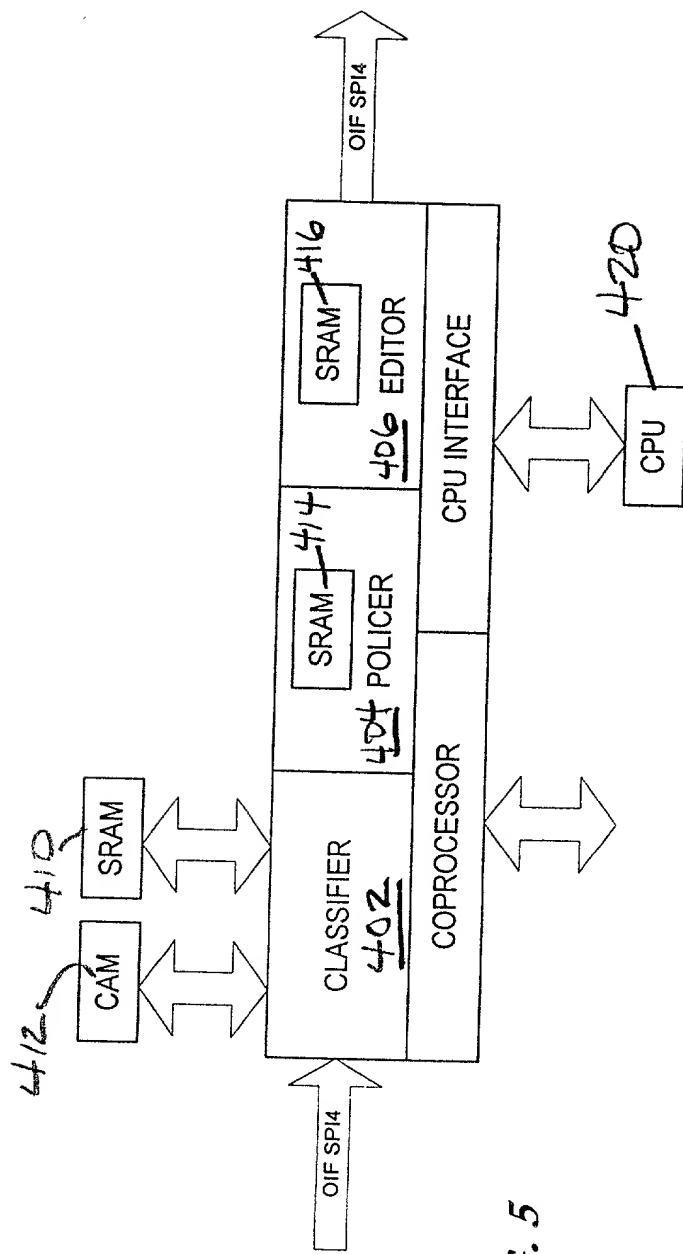 412
410
CAM
SRAM
OIF SPI4
CLASSIFIER
402
SRAM
414
404 POLICER
SRAM
416
406 EDITOR
OIF SPI4
COPROCESSOR
CPU INTERFACE
CPU
420
. 5